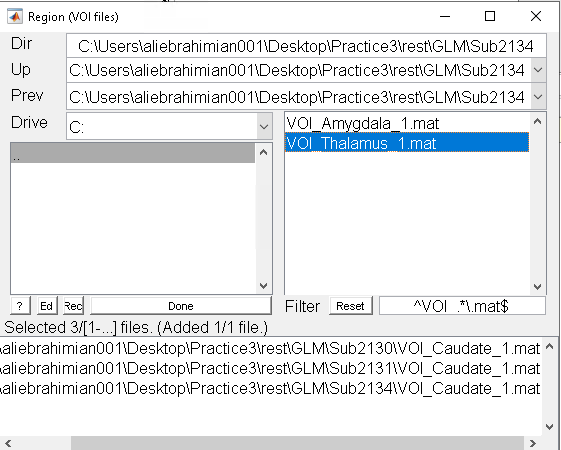 Region (VOI files)
Dir C:\Users\aliebrahimian001\Desktop\Practice3\rest\GLM\Sub2134
Up C:\Users\aliebrahimian001\Desktop\Practice3\rest\GLM\Sub2134
Prev C:\Users\aliebrahimian001\Desktop\Practice3\rest\GLM\Sub2134
Drive C:
..
VOI_Amygdala_1.mat
VOI_Thalamus_1.mat
? Ed Rec Done Filter Reset ^VOI_.*\.mat$
Selected 3/[1-...] files. (Added 1/1 file.)
\aliebrahimian001\Desktop\Practice3\rest\GLM\Sub2130\VOI_Caudate_1.mat
\aliebrahimian001\Desktop\Practice3\rest\GLM\Sub2131\VOI_Caudate_1.mat
\aliebrahimian001\Desktop\Practice3\rest\GLM\Sub2134\VOI_Caudate_1.mat